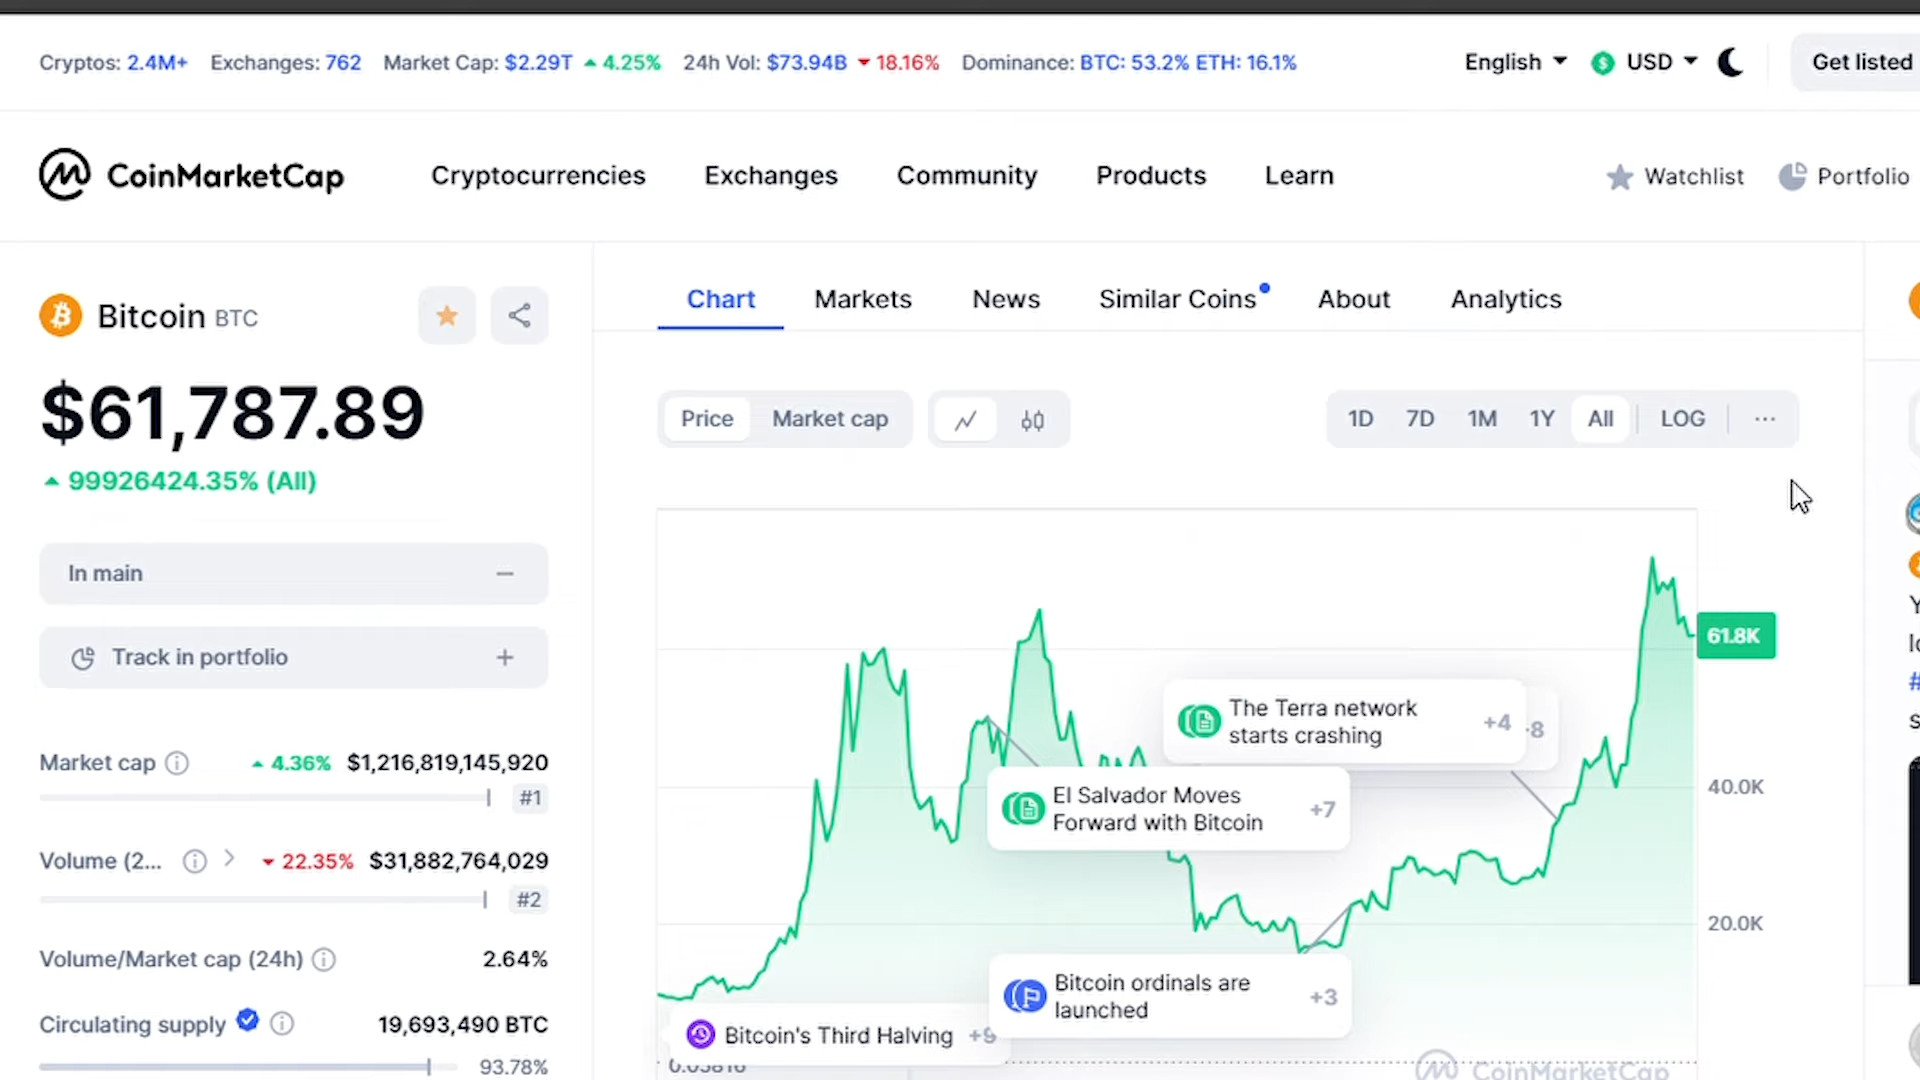 Cryptos: 2.4M+ Exchanges: 762 Market Cap: $2.29T 4.25% 24h Vol: $73.94B 18.16% Dominance: BTC: 53.2% ETH: 16.1% English USD Get listed
CoinMarketCap Cryptocurrencies Exchanges Community Products Learn Watchlist Portfolio
Bitcoin BTC
$61,787.89
99926424.35% (All)
In main
Track in portfolio
Market cap 4.36% $1,216,819,145,920
#1
Volume (2... 22.35% $31,882,764,029
#2
Volume/Market cap (24h) 2.64%
Circulating supply 19,693,490 BTC
93.78%
Chart Markets News Similar Coins About Analytics
Price Market cap 1D 7D 1M 1Y All LOG ...
61.8K
The Terra network
starts crashing
+4
40.0K
El Salvador Moves
Forward with Bitcoin
+7
20.0K
Bitcoin ordinals are
launched
+3
Bitcoin's Third Halving +9
CoinMarketCap